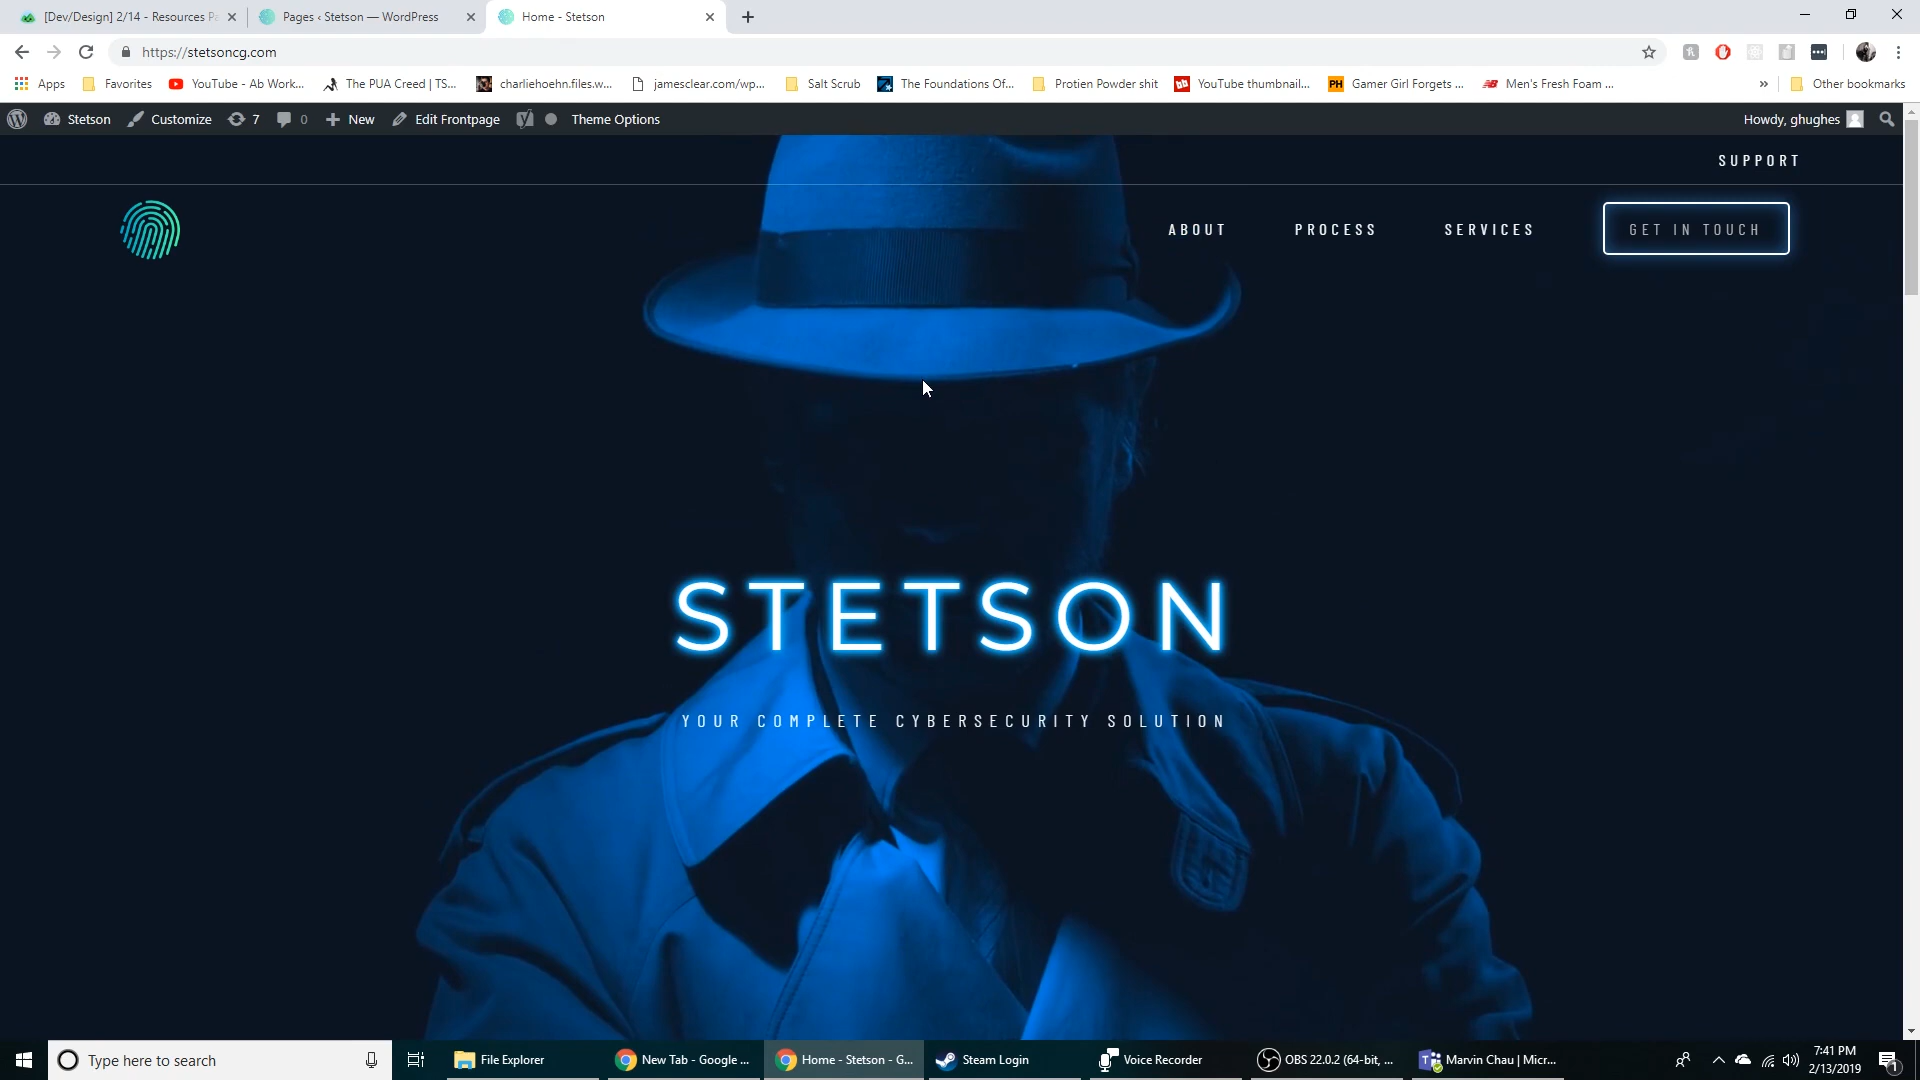 [Dev/Design] 2/14 - Resources Pa
Pages ‹ Stetson — WordPress
Home - Stetson
https://stetsoncg.com
Apps
Favorites
YouTube - Ab Work...
The PUA Creed | TS...
charliehoehn.files.w...
jamesclear.com/wp...
Salt Scrub
The Foundations Of...
Protien Powder shit
YouTube thumbnail...
PH
Gamer Girl Forgets ...
Men's Fresh Foam ...
»
Other bookmarks
Stetson
Customize
7
0
New
Edit Frontpage
Theme Options
Howdy, ghughes
SUPPORT
ABOUT
PROCESS
SERVICES
GET IN TOUCH
STETSON
YOUR COMPLETE CYBERSECURITY SOLUTION
Type here to search
File Explorer
New Tab - Google ...
Home - Stetson - G...
Steam Login
Voice Recorder
OBS 22.0.2 (64-bit, ...
Marvin Chau | Micr...
7:41 PM
2/13/2019
1